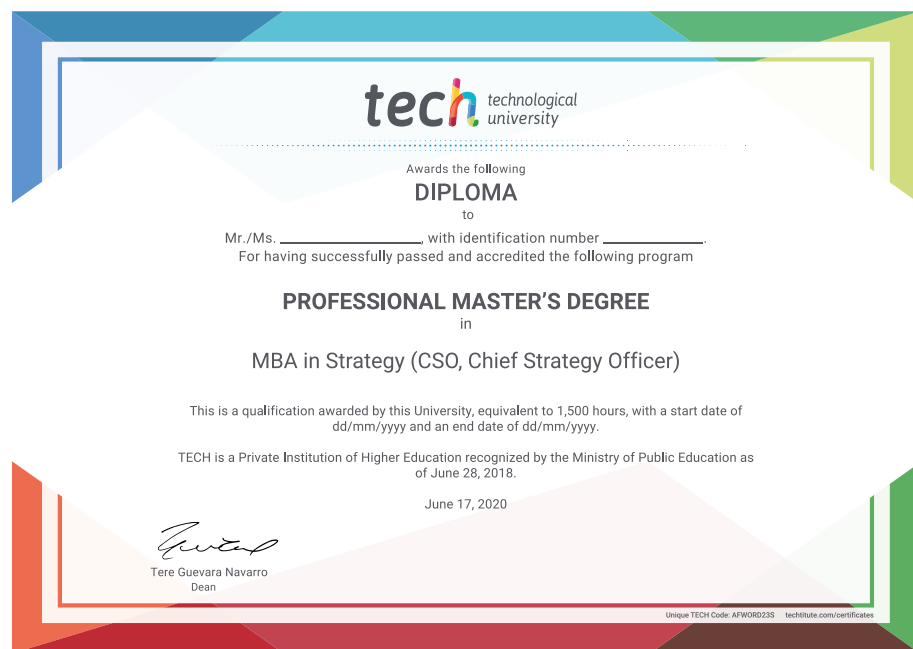 tech technological
university
Awards the following
DIPLOMA
to
Mr./Ms. ____________________, with identification number ______________.
For having successfully passed and accredited the following program
PROFESSIONAL MASTER'S DEGREE
in
MBA in Strategy (CSO, Chief Strategy Officer)
This is a qualification awarded by this University, equivalent to 1,500 hours, with a start date of
dd/mm/yyyy and an end date of dd/mm/yyyy.
TECH is a Private Institution of Higher Education recognized by the Ministry of Public Education as
of June 28, 2018.
June 17, 2020
Tere Guevara Navarro
Dean
Unique TECH Code: AFWORD23S techtitute.com/certificates